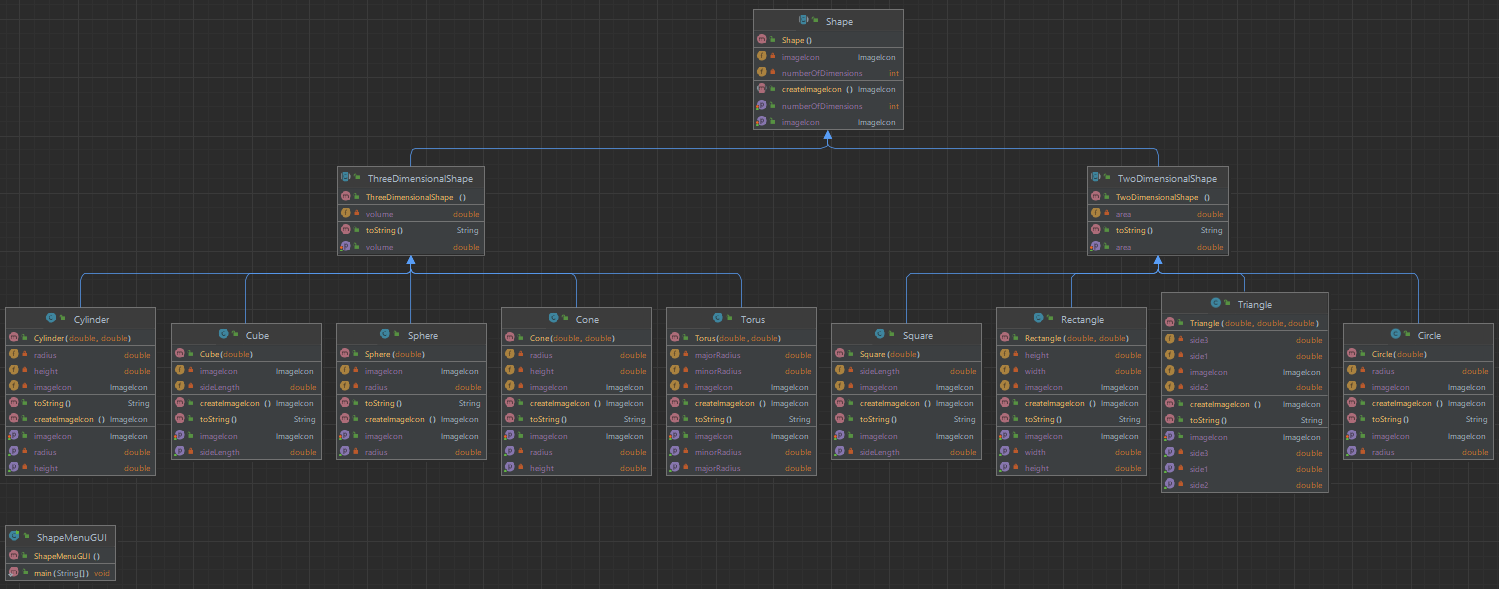 Shape
Shape()
imageIcon ImageIcon
numberOfDimensions int
createImageIcon () ImageIcon
numberOfDimensions int
imageIcon ImageIcon
ThreeDimensionalShape
ThreeDimensionalShape ()
volume double
toString() String
volume double
TwoDimensionalShape
TwoDimensionalShape ()
area double
toString() String
area double
Cylinder
Cylinder(double, double)
radius double
height double
imageIcon ImageIcon
toString() String
createImageIcon () ImageIcon
imageIcon ImageIcon
radius double
height double
Cube
Cube(double)
imageIcon ImageIcon
sideLength double
createImageIcon () ImageIcon
toString() String
imageIcon ImageIcon
sideLength double
Sphere
Sphere(double)
imageIcon ImageIcon
radius double
toString() String
createImageIcon () ImageIcon
imageIcon ImageIcon
radius double
Cone
Cone(double, double)
radius double
height double
imageIcon ImageIcon
createImageIcon () ImageIcon
toString() String
imageIcon ImageIcon
radius double
height double
Torus
Torus(double, double)
majorRadius double
minorRadius double
imageIcon ImageIcon
createImageIcon () ImageIcon
toString() String
imageIcon ImageIcon
minorRadius double
majorRadius double
Square
Square(double)
sideLength double
imageIcon ImageIcon
createImageIcon () ImageIcon
toString() String
imageIcon ImageIcon
sideLength double
Rectangle
Rectangle(double, double)
height double
width double
imageIcon ImageIcon
createImageIcon () ImageIcon
toString() String
imageIcon ImageIcon
width double
height double
Triangle
Triangle(double, double, double)
side3 double
side1 double
imageIcon ImageIcon
side2 double
createImageIcon () ImageIcon
toString() String
imageIcon ImageIcon
side3 double
side1 double
side2 double
Circle
Circle(double)
radius double
imageIcon ImageIcon
createImageIcon () ImageIcon
toString() String
imageIcon ImageIcon
radius double
ShapeMenuGUI
ShapeMenuGUI ()
main(String[]) void